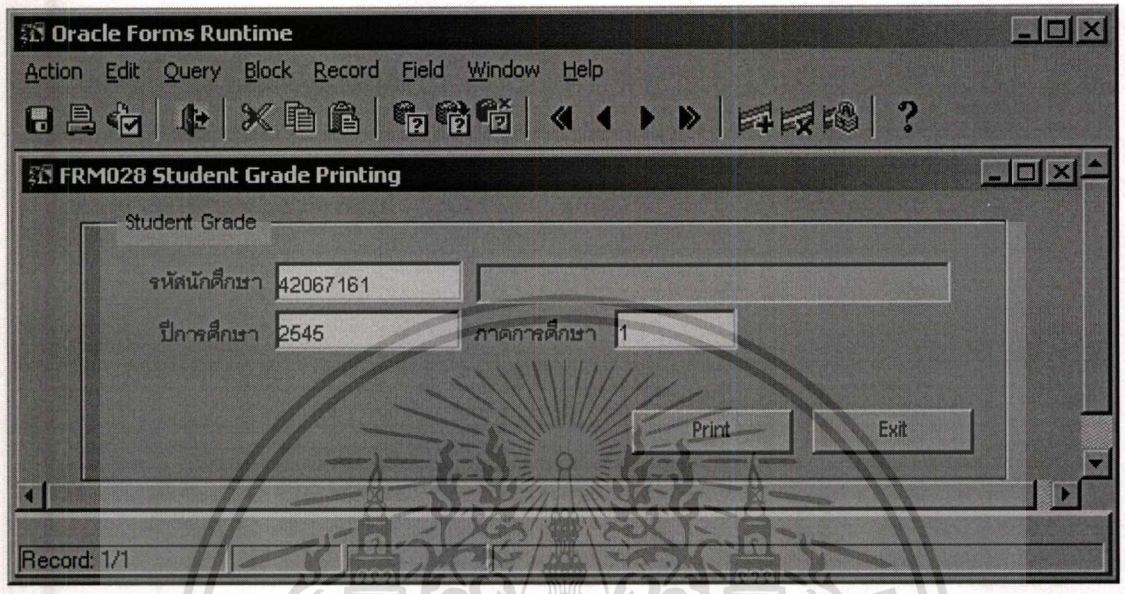 Oracle Forms Runtime
Action Edit Query Block Record Field Window Help
FRM028 Student Grade Printing
Student Grade
รหัสนักศึกษา 42067161
ปีการศึกษา 2545 ภาคการศึกษา 1
Print Exit
Record: 1/1